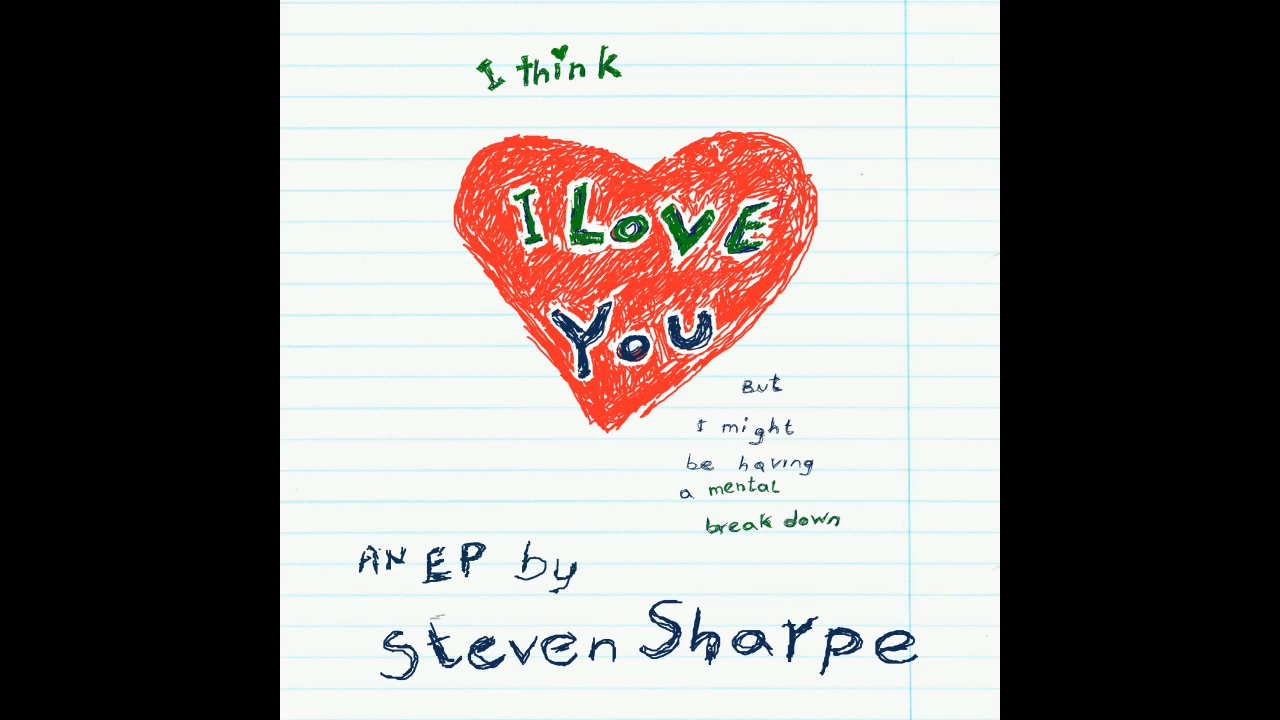 I think
I LOVE
YOU
But
I might
be having
a mental
break down
AN EP by
Steven Sharpe